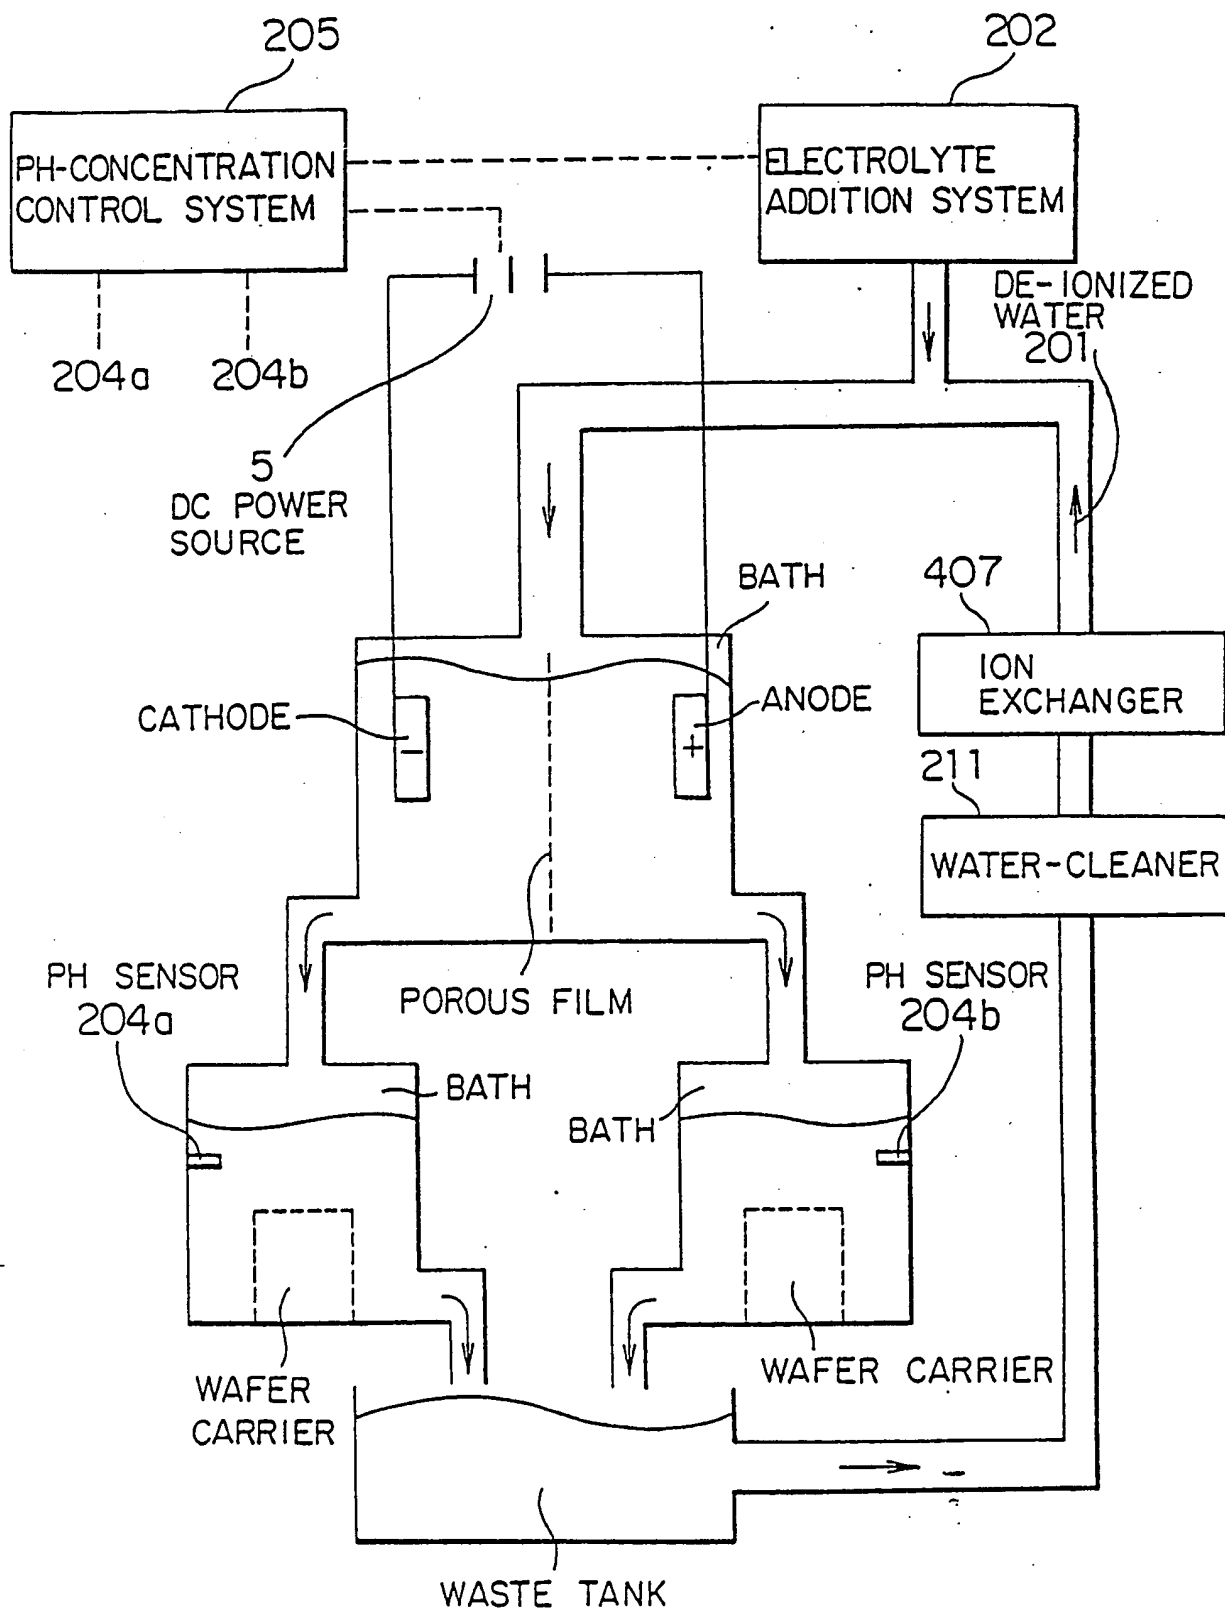 205
202
PH-CONCENTRATION
CONTROL SYSTEM
ELECTROLYTE
ADDITION SYSTEM
DE-IONIZED
WATER
201
204a
204b
5
DC POWER
SOURCE
BATH
407
ION
EXCHANGER
CATHODE
−
ANODE
+
211
WATER-CLEANER
PH SENSOR
204a
POROUS FILM
PH SENSOR
204b
BATH
BATH
WAFER
CARRIER
WAFER CARRIER
WASTE TANK